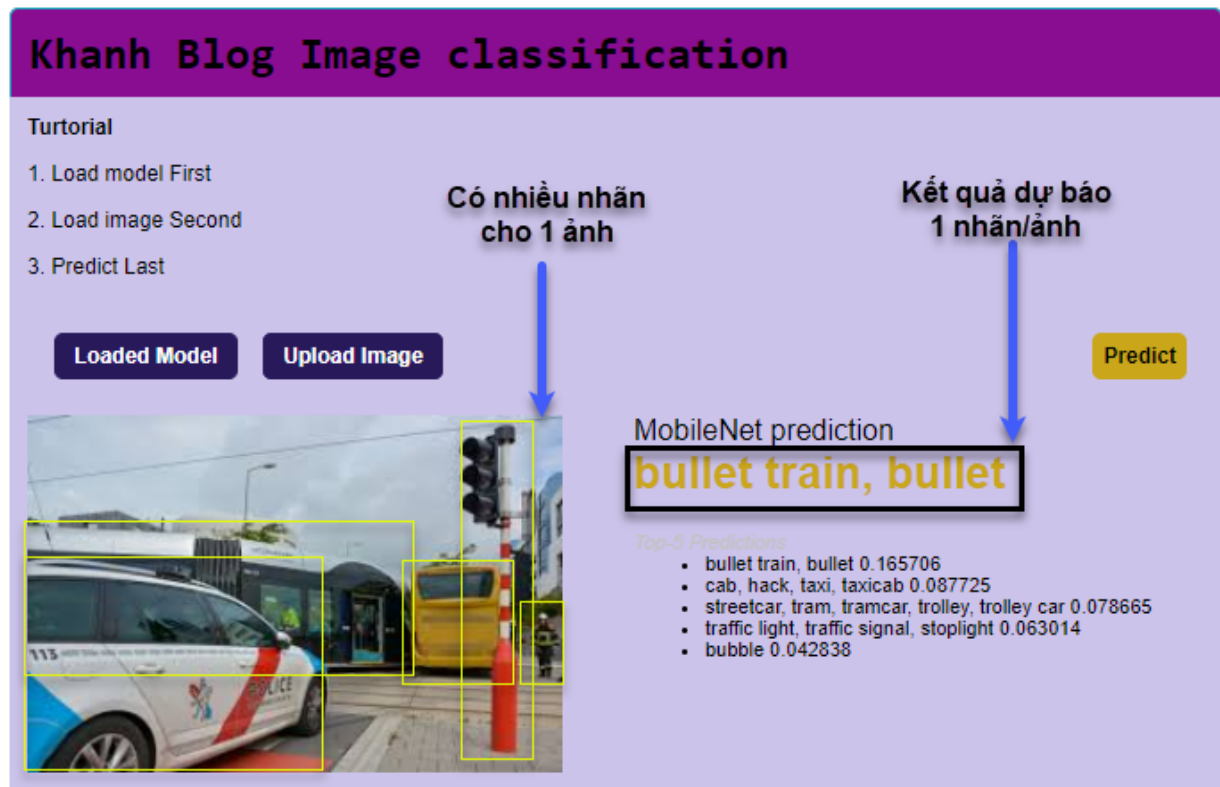 Khanh Blog Image classification
Turtorial
1. Load model First
2. Load image Second
3. Predict Last
Có nhiều nhãn
cho 1 ảnh
Kết quả dự báo
1 nhãn/ảnh
Loaded Model
Upload Image
Predict
113
POLICE
MobileNet prediction
bullet train, bullet
Top-5 Predictions
bullet train, bullet 0.165706
cab, hack, taxi, taxicab 0.087725
streetcar, tram, tramcar, trolley, trolley car 0.078665
traffic light, traffic signal, stoplight 0.063014
bubble 0.042838